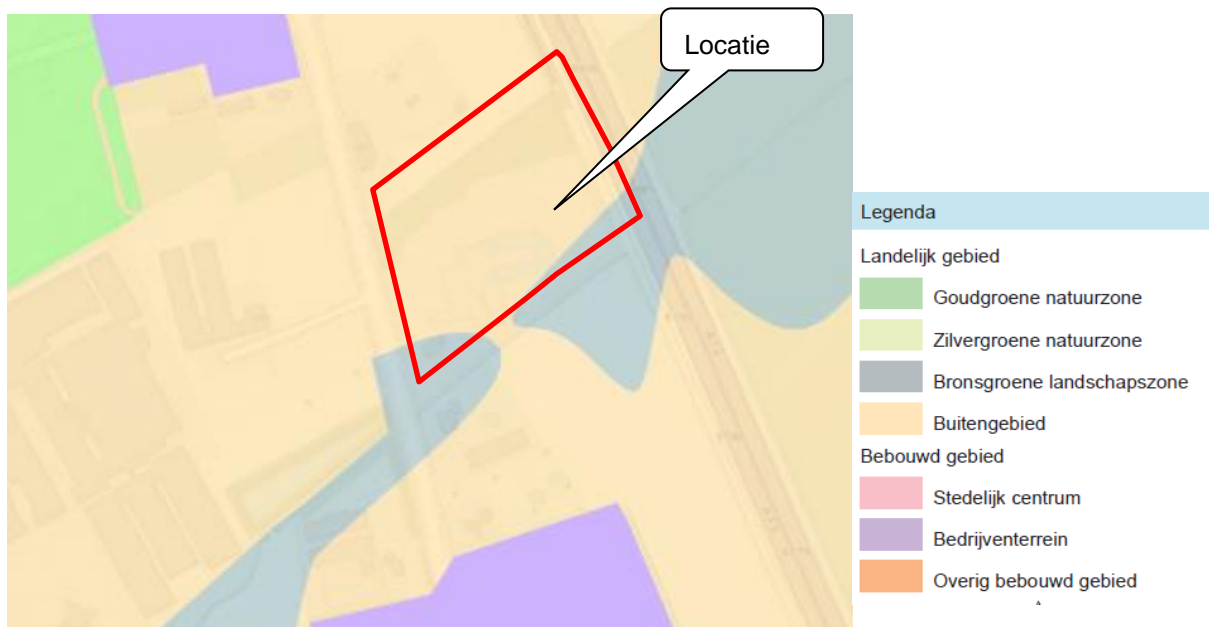 Locatie
Legenda
Landelijk gebied
Goudgroene natuurzone
Zilvergroene natuurzone
Bronsgroene landschapszone
Buitengebied
Bebouwd gebied
Stedelijk centrum
Bedrijventerrein
Overig bebouwd gebied